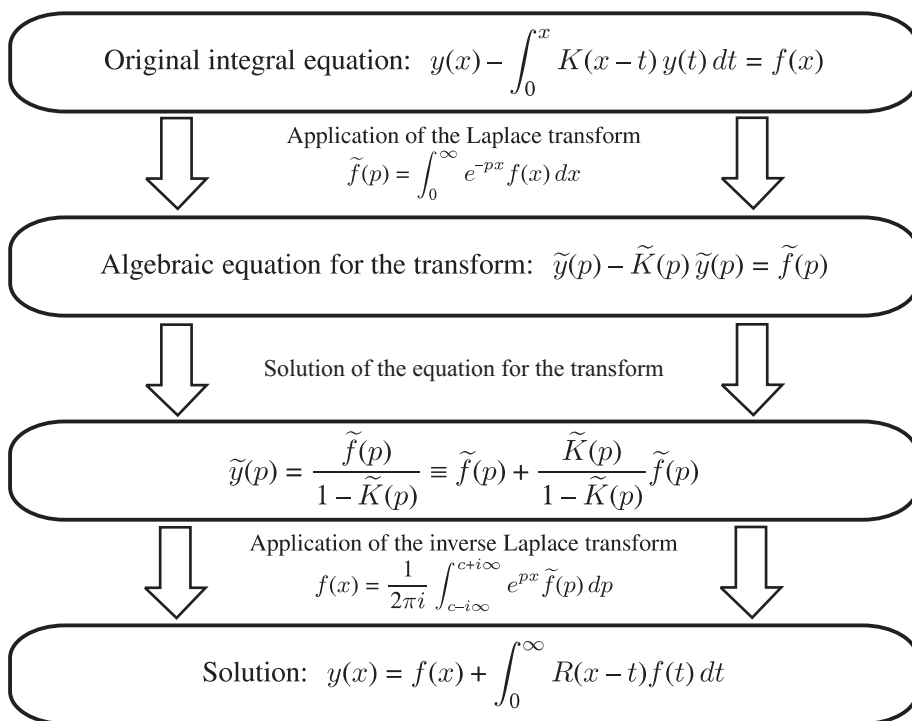 Original integral equation: y(x) – ∫₀ˣ K(x–t) y(t) dt = f(x)
Application of the Laplace transform
f̃(p) = ∫₀^∞ e^{–px} f(x) dx
Algebraic equation for the transform: ỹ(p) – K̃(p) ỹ(p) = f̃(p)
Solution of the equation for the transform
ỹ(p) = f̃(p) / (1 – K̃(p)) ≡ f̃(p) + K̃(p) / (1 – K̃(p)) f̃(p)
Application of the inverse Laplace transform
f(x) = 1/(2πi) ∫_{c–i∞}^{c+i∞} e^{px} f̃(p) dp
Solution: y(x) = f(x) + ∫₀^∞ R(x–t) f(t) dt